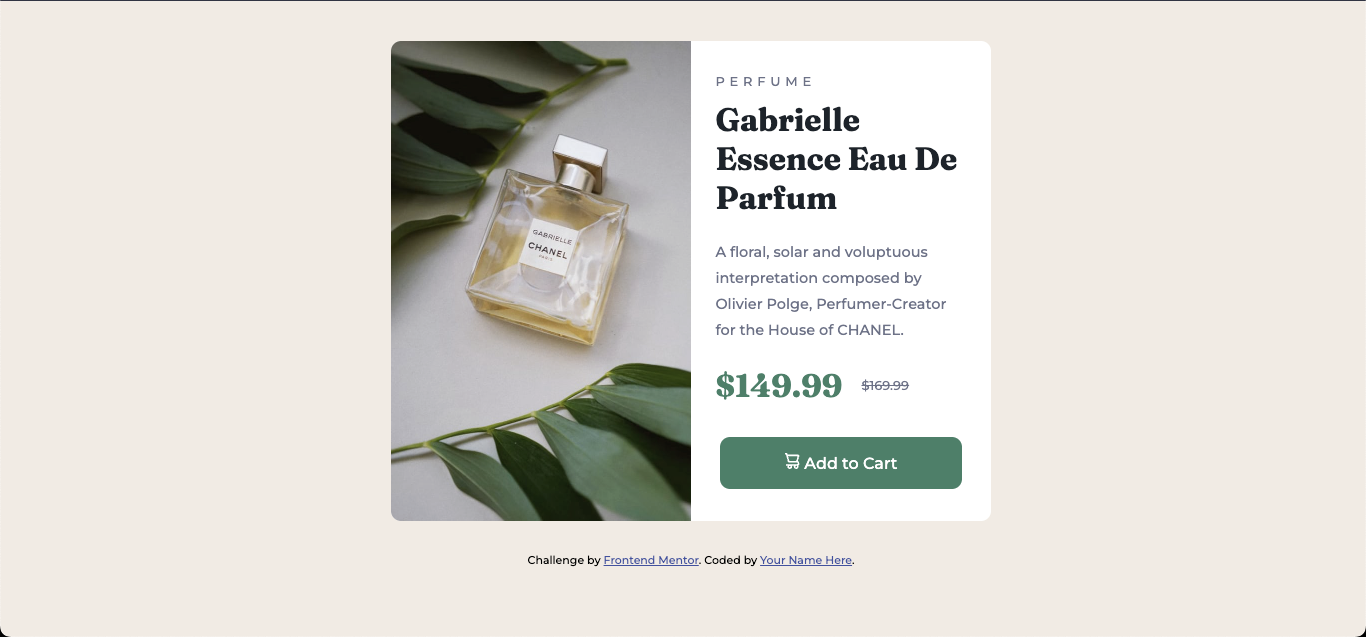 PERFUME
Gabrielle
Essence Eau De
Parfum
A floral, solar and voluptuous
interpretation composed by
Olivier Polge, Perfumer-Creator
for the House of CHANEL.
$149.99 $169.99
Add to Cart
GABRIELLE
CHANEL
PARIS
Challenge by Frontend Mentor. Coded by Your Name Here.